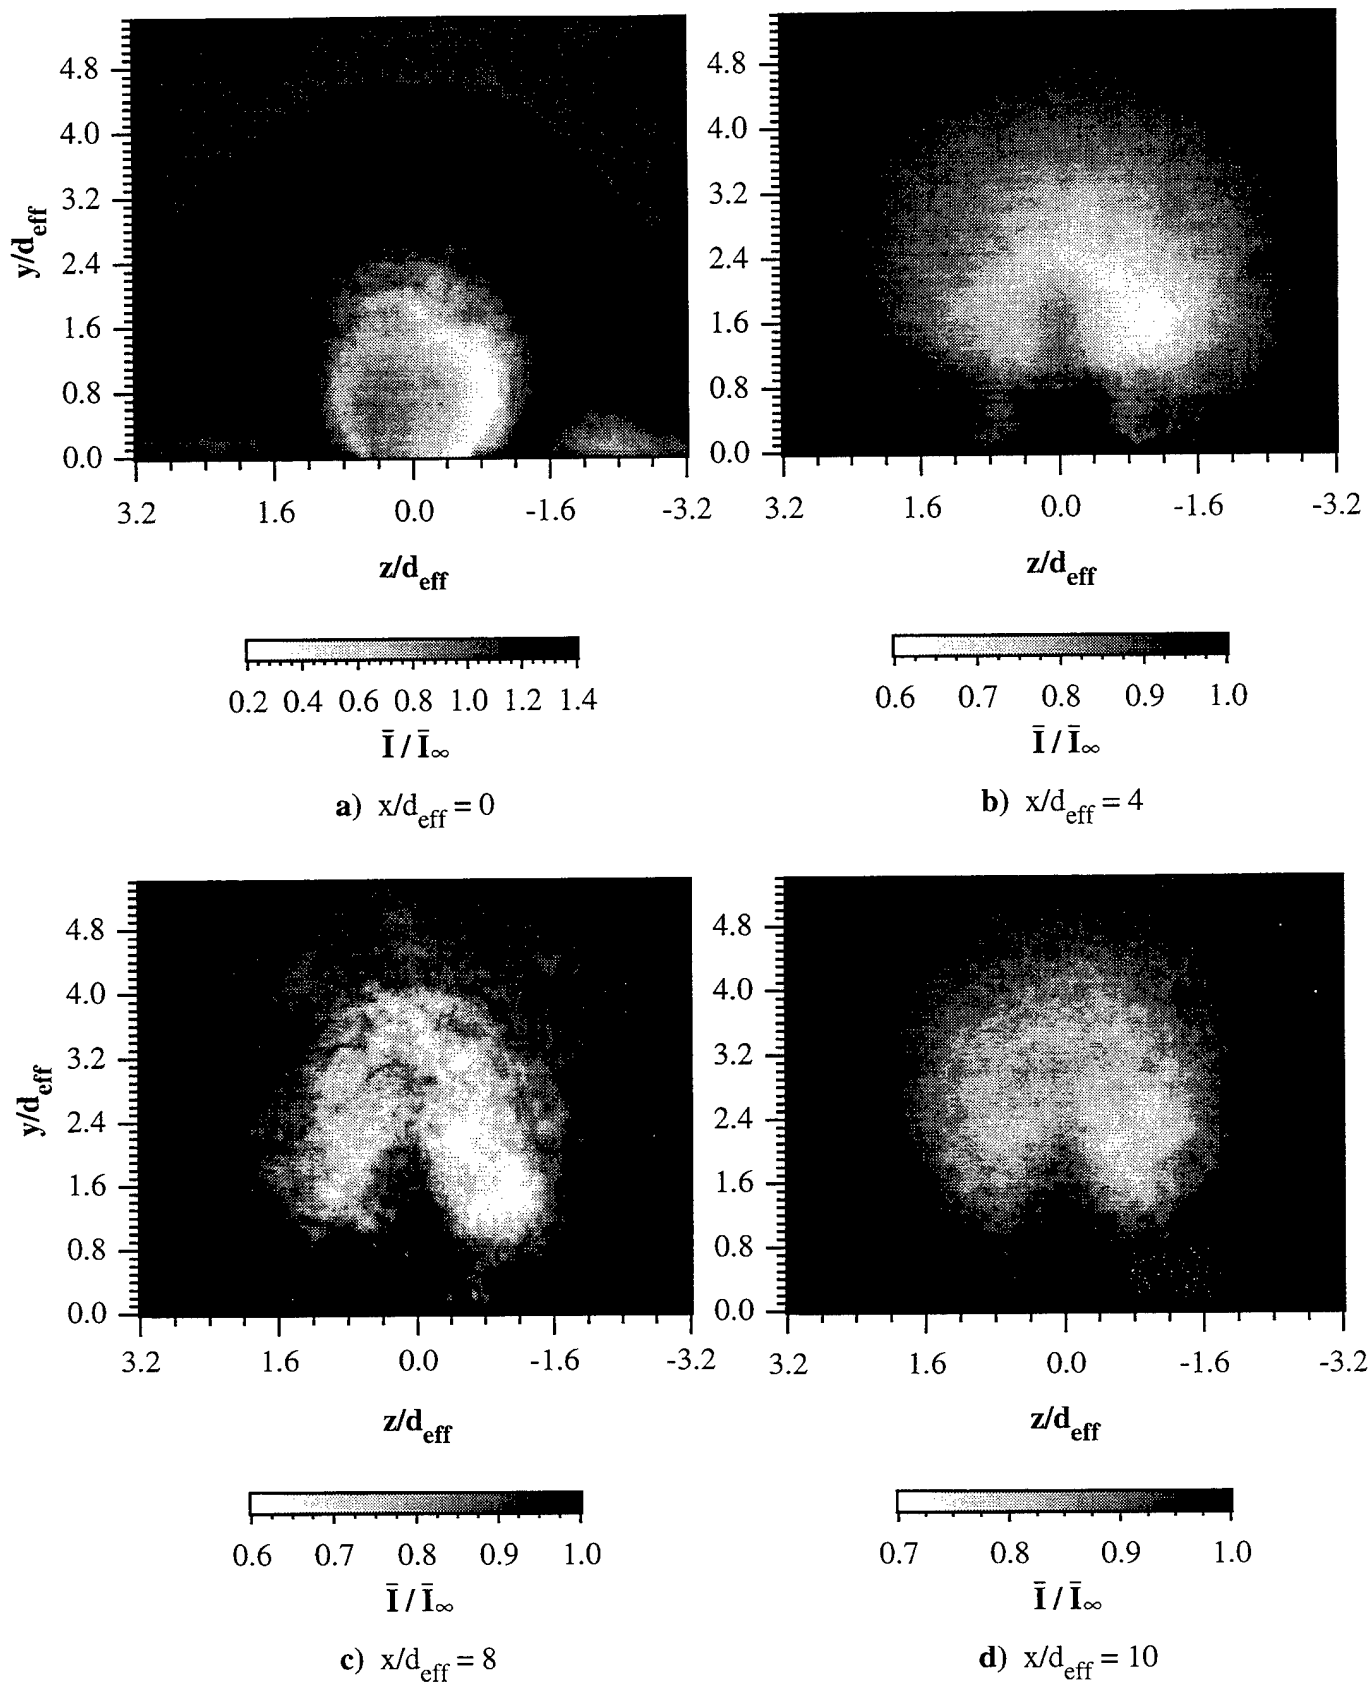 4.8
4.0
3.2
2.4
1.6
0.8
0.0
y/d_eff
3.2 1.6 0.0 -1.6 -3.2
z/d_eff
0.2 0.4 0.6 0.8 1.0 1.2 1.4
Ī / Ī∞
a) x/d_eff = 0
4.8
4.0
3.2
2.4
1.6
0.8
0.0
3.2 1.6 0.0 -1.6 -3.2
z/d_eff
0.6 0.7 0.8 0.9 1.0
Ī / Ī∞
b) x/d_eff = 4
4.8
4.0
3.2
2.4
1.6
0.8
0.0
y/d_eff
3.2 1.6 0.0 -1.6 -3.2
z/d_eff
0.6 0.7 0.8 0.9 1.0
Ī / Ī∞
c) x/d_eff = 8
4.8
4.0
3.2
2.4
1.6
0.8
0.0
3.2 1.6 0.0 -1.6 -3.2
z/d_eff
0.7 0.8 0.9 1.0
Ī / Ī∞
d) x/d_eff = 10